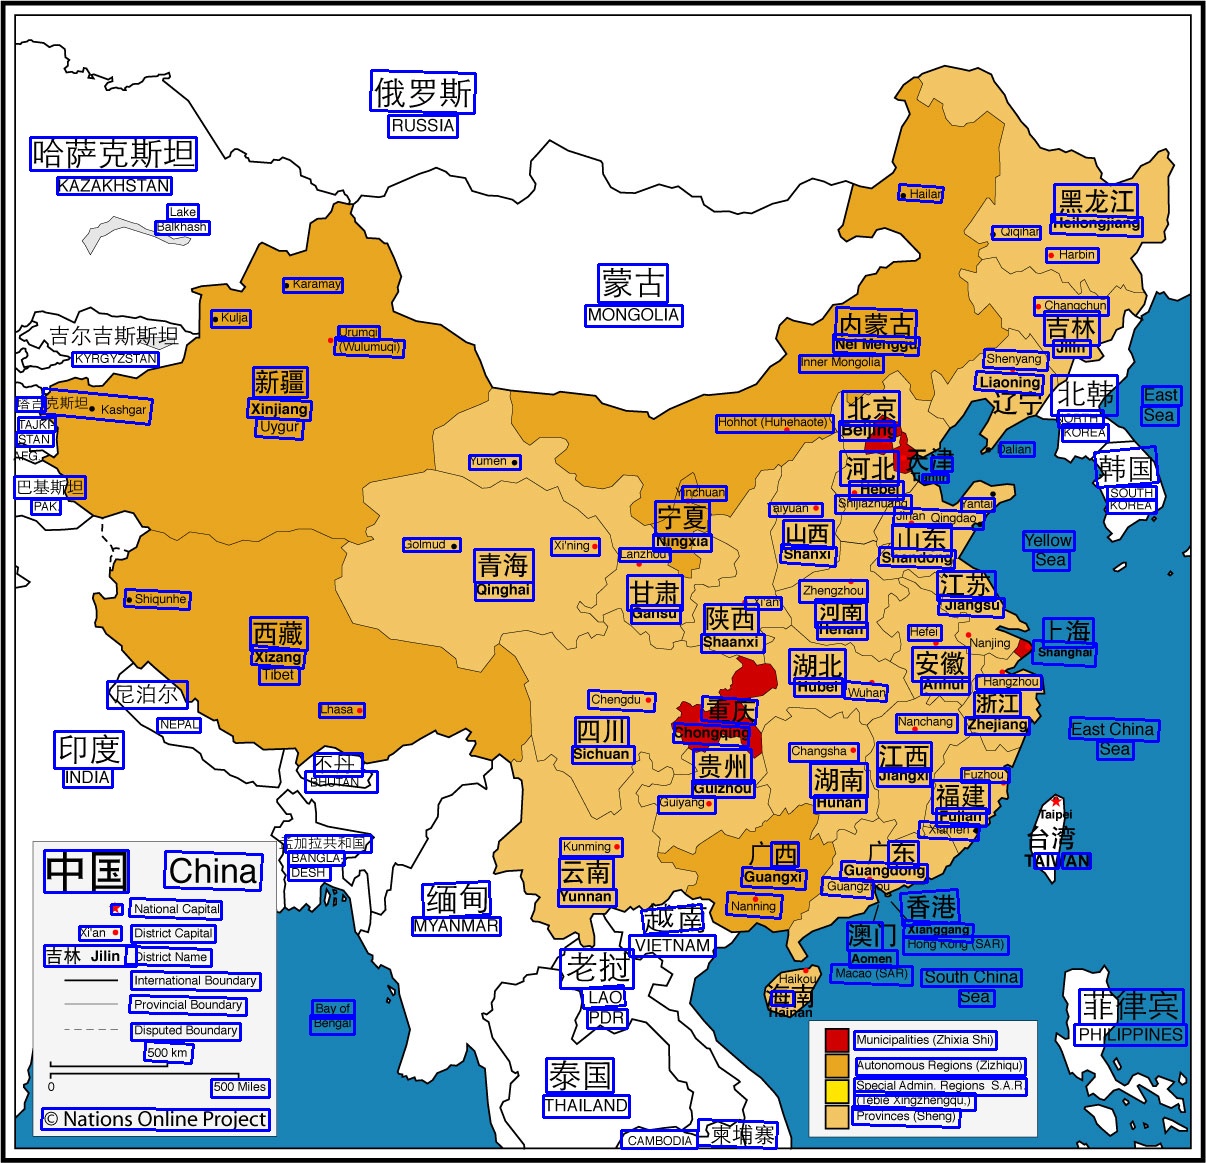 俄罗斯
RUSSIA
哈萨克斯坦
KAZAKHSTAN
Lake
Balkhash
Hailar
黑龙江
Heilongjiang
Qiqihar
Harbin
蒙古
MONGOLIA
Karamay
Kulja
Urumqi
(Wulumuqi)
吉尔吉斯斯坦
KYRGYZSTAN
Changchun
吉林
Jilin
内蒙古
Nei Menggu
Inner Mongolia
Shenyang
Liaoning
辽宁
新疆
Xinjiang
Uygur
克斯坦
Kashgar
TAJKI-
STAN
AFG.
巴基斯坦
PAK.
北韩
NORTH
KOREA
East
Sea
北京
Beijing
Hohhot (Huhehaote)
天津
Tianjin
Dalian
韩国
SOUTH
KOREA
河北
Hebei
Shijiazhuang
Yumen
Yinchuan
宁夏
Ningxia
Taiyuan
山西
Shanxi
Yantai
Jinan
Qingdao
山东
Shandong
Yellow
Sea
Golmud
Xi'ning
Lanzhou
青海
Qinghai
甘肃
Gansu
Shiqunhe
Zhengzhou
河南
Henan
Xi'an
陕西
Shaanxi
江苏
Jiangsu
西藏
Xizang
Tibet
Hefei
Nanjing
上海
Shanghai
安徽
Anhui
Hangzhou
浙江
Zhejiang
湖北
Hubei
Wuhan
尼泊尔
NEPAL
Lhasa
Chengdu
四川
Sichuan
重庆
Chongqing
Nanchang
East China
Sea
印度
INDIA
不丹
BHUTAN
贵州
Guizhou
Guiyang
Changsha
湖南
Hunan
江西
Jiangxi
Fuzhou
福建
Fujian
Xiamen
Taipei
台湾
TAIWAN
孟加拉共和国
BANGLA-
DESH
Kunming
云南
Yunnan
广西
Guangxi
Nanning
广东
Guangdong
Guangzhou
缅甸
MYANMAR
越南
VIETNAM
香港
Xianggang
Hong Kong (SAR)
澳门
Aomen
Macao (SAR)
South China
Sea
老挝
LAO
PDR
Haikou
海南
Hainan
菲律宾
PHILIPPINES
Bay of
Bengal
泰国
THAILAND
CAMBODIA
柬埔寨
中国 China
National Capital
Xi'an District Capital
吉林 Jilin District Name
International Boundary
Provincial Boundary
Disputed Boundary
500 km
0 500 Miles
© Nations Online Project
Municipalities (Zhixia Shi)
Autonomous Regions (Zizhiqu)
Special Admin. Regions S.A.R.
(Tebie Xingzhengqu.)
Provinces (Sheng)